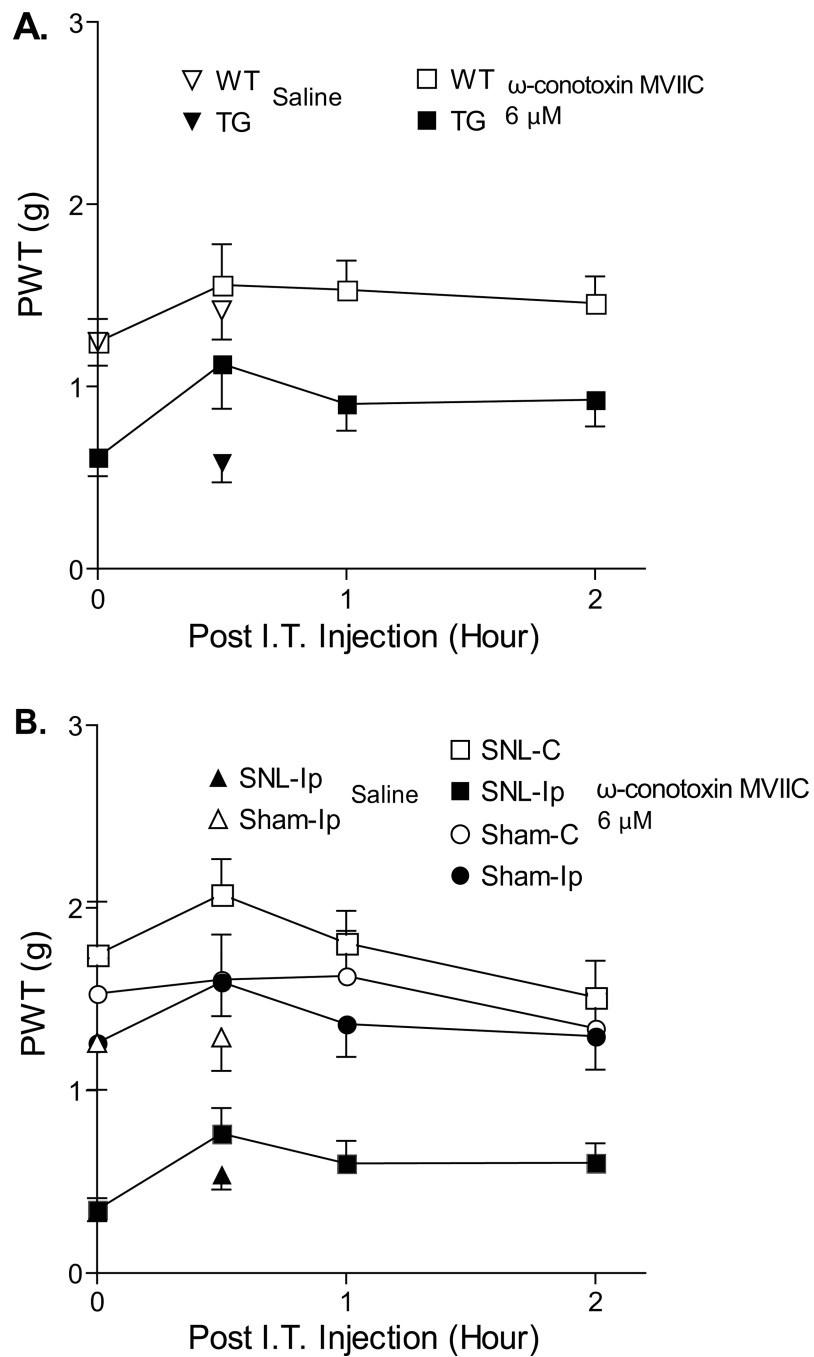 A.
3
WT
Saline
TG
WT
ω-conotoxin MVIIC
TG
6 μM
2
PWT (g)
1
0
0
1
2
Post I.T. Injection (Hour)
B.
3
SNL-Ip
Saline
Sham-Ip
SNL-C
SNL-Ip
ω-conotoxin MVIIC
6 μM
Sham-C
Sham-Ip
2
PWT (g)
1
0
0
1
2
Post I.T. Injection (Hour)